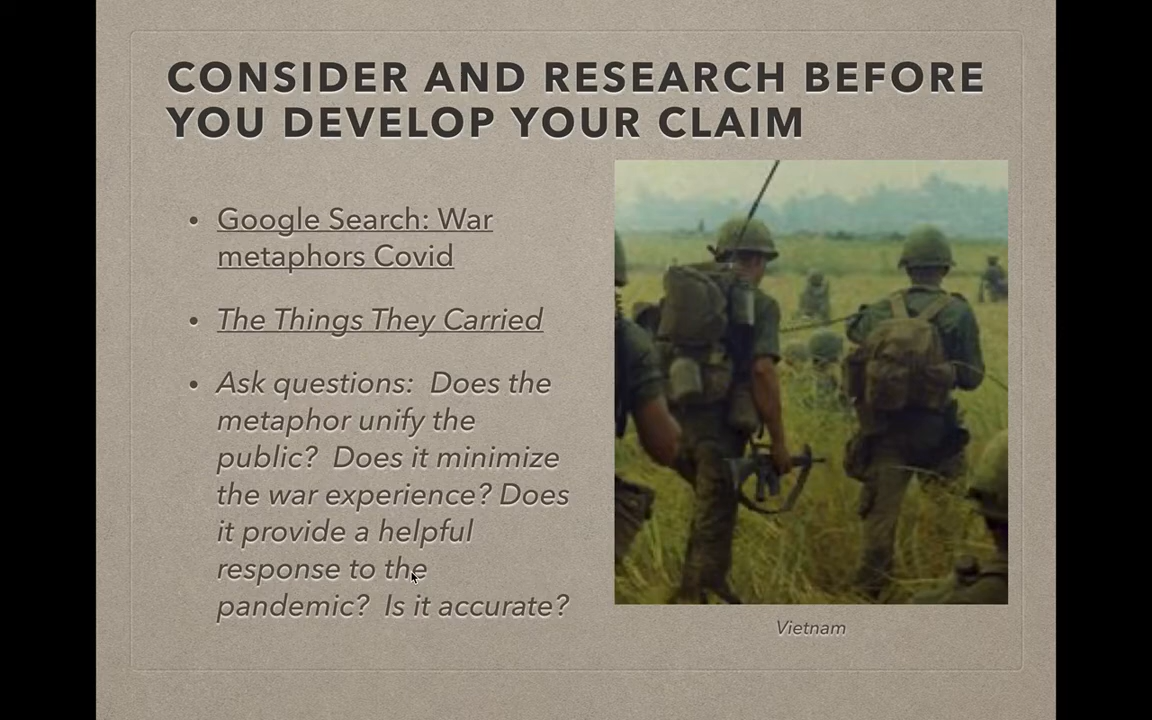 CONSIDER AND RESEARCH BEFORE
YOU DEVELOP YOUR CLAIM
• Google Search: War
metaphors Covid
• The Things They Carried
• Ask questions:  Does the
metaphor unify the
public?  Does it minimize
the war experience? Does
it provide a helpful
response to the
pandemic?  Is it accurate?
Vietnam